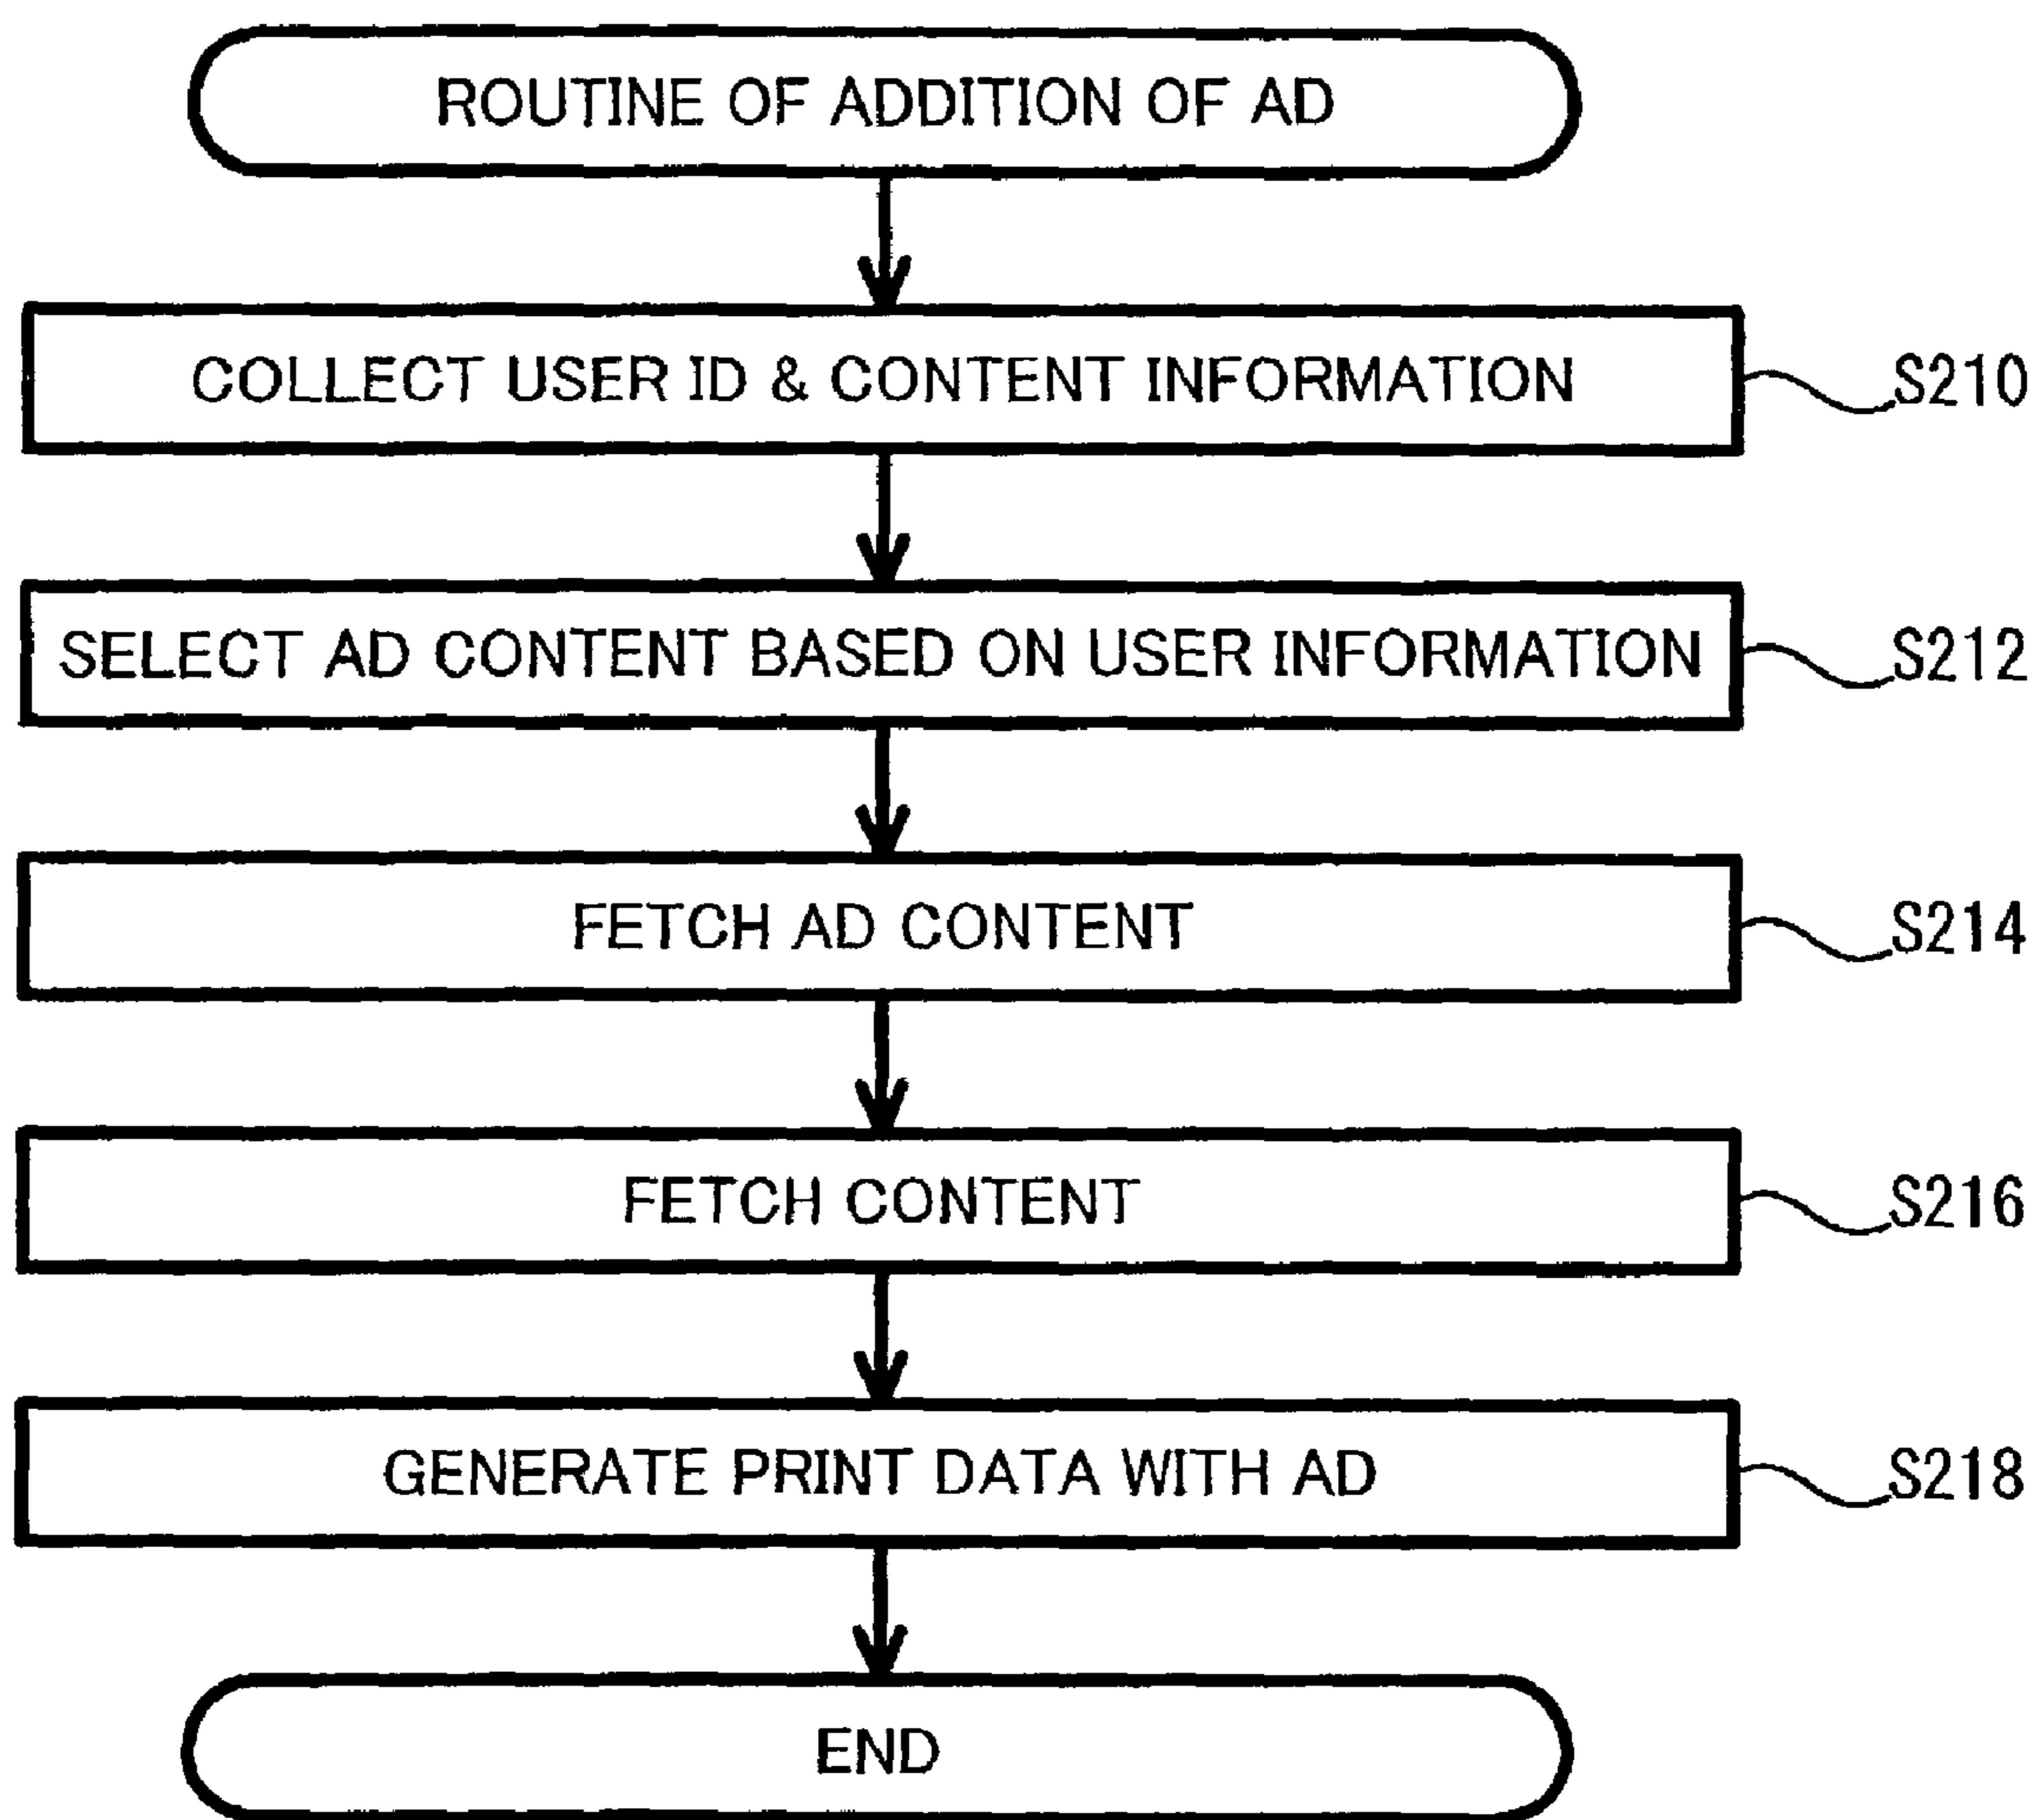 ROUTINE OF ADDITION OF AD
COLLECT USER ID & CONTENT INFORMATION
S210
SELECT AD CONTENT BASED ON USER INFORMATION
S212
FETCH AD CONTENT
S214
FETCH CONTENT
S216
GENERATE PRINT DATA WITH AD
S218
END